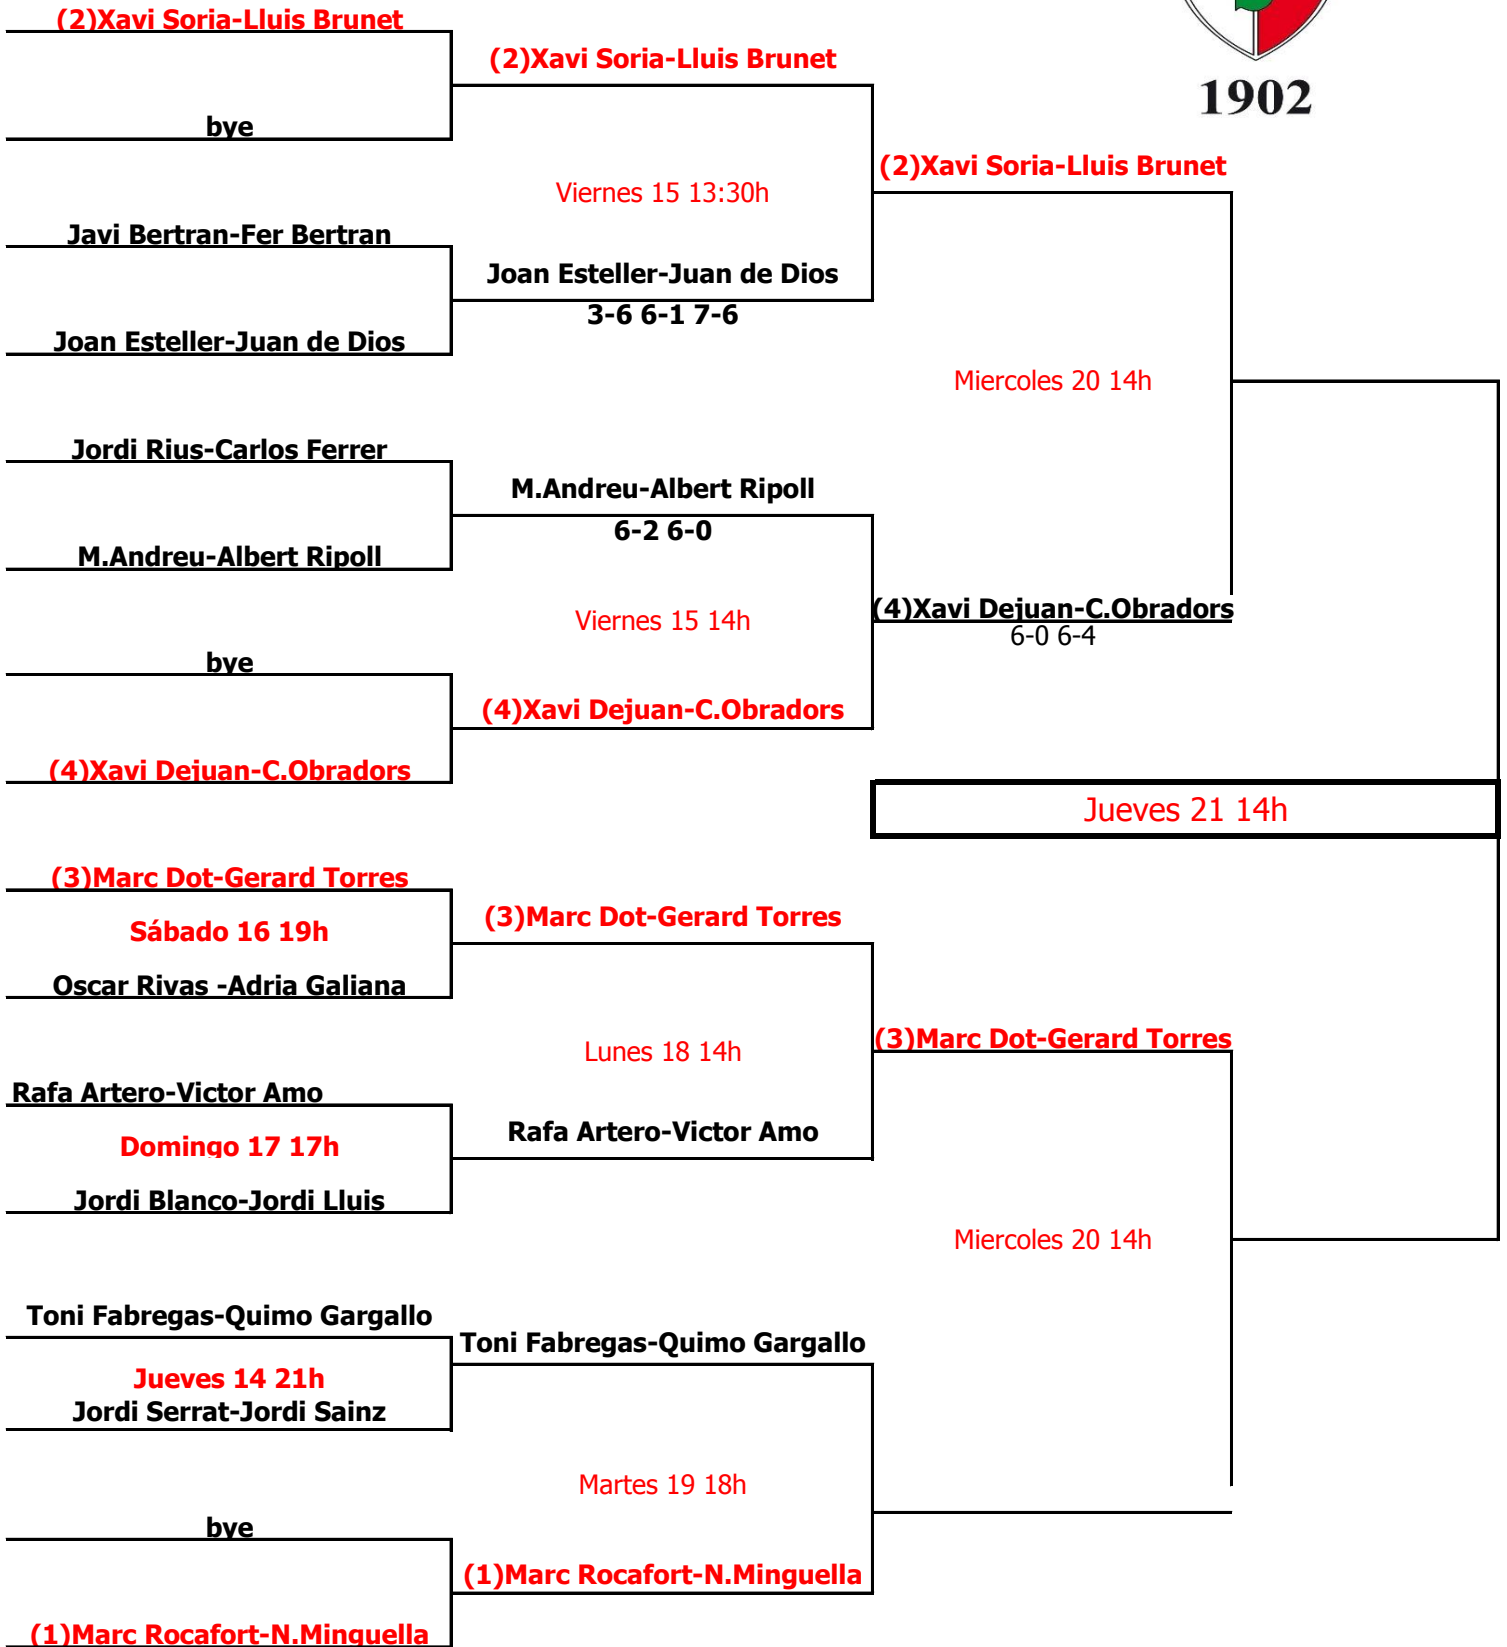 (2)Xavi Soria-Lluis Brunet
(2)Xavi Soria-Lluis Brunet
1902
bye
(2)Xavi Soria-Lluis Brunet
Viernes 15 13:30h
Javi Bertran-Fer Bertran
Joan Esteller-Juan de Dios
3-6 6-1 7-6
Joan Esteller-Juan de Dios
Miercoles 20 14h
Jordi Rius-Carlos Ferrer
M.Andreu-Albert Ripoll
6-2 6-0
M.Andreu-Albert Ripoll
Viernes 15 14h
(4)Xavi Dejuan-C.Obradors
6-0 6-4
bye
(4)Xavi Dejuan-C.Obradors
(4)Xavi Dejuan-C.Obradors
Jueves 21 14h
(3)Marc Dot-Gerard Torres
(3)Marc Dot-Gerard Torres
Sábado 16 19h
Oscar Rivas -Adria Galiana
(3)Marc Dot-Gerard Torres
Lunes 18 14h
Rafa Artero-Victor Amo
Rafa Artero-Victor Amo
Domingo 17 17h
Jordi Blanco-Jordi Lluis
Miercoles 20 14h
Toni Fabregas-Quimo Gargallo
Toni Fabregas-Quimo Gargallo
Jueves 14 21h
Jordi Serrat-Jordi Sainz
Martes 19 18h
bye
(1)Marc Rocafort-N.Minguella
(1)Marc Rocafort-N.Minguella